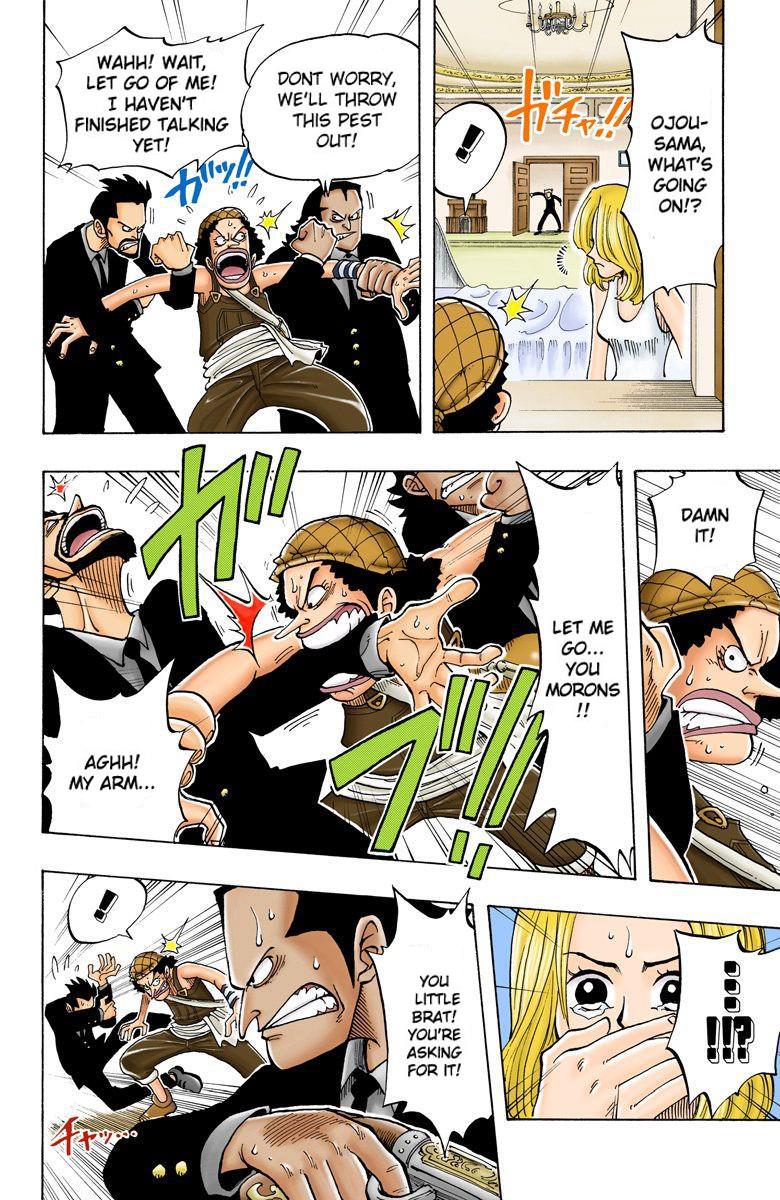 OJOU-
SAMA,
WHAT'S
GOING
ON!?
ガチャ!!
!
DONT WORRY,
WE'LL THROW
THIS PEST
OUT!
WAHH! WAIT,
LET GO OF ME!
I HAVEN'T
FINISHED TALKING
YET!
ガッ!!
DAMN
IT!
LET ME
GO...
YOU
MORONS
!!
ガン
AGHH!
MY ARM...
ブン!!
...
!!!?
YOU
LITTLE
BRAT!
YOU'RE
ASKING
FOR IT!
!
チャッ...